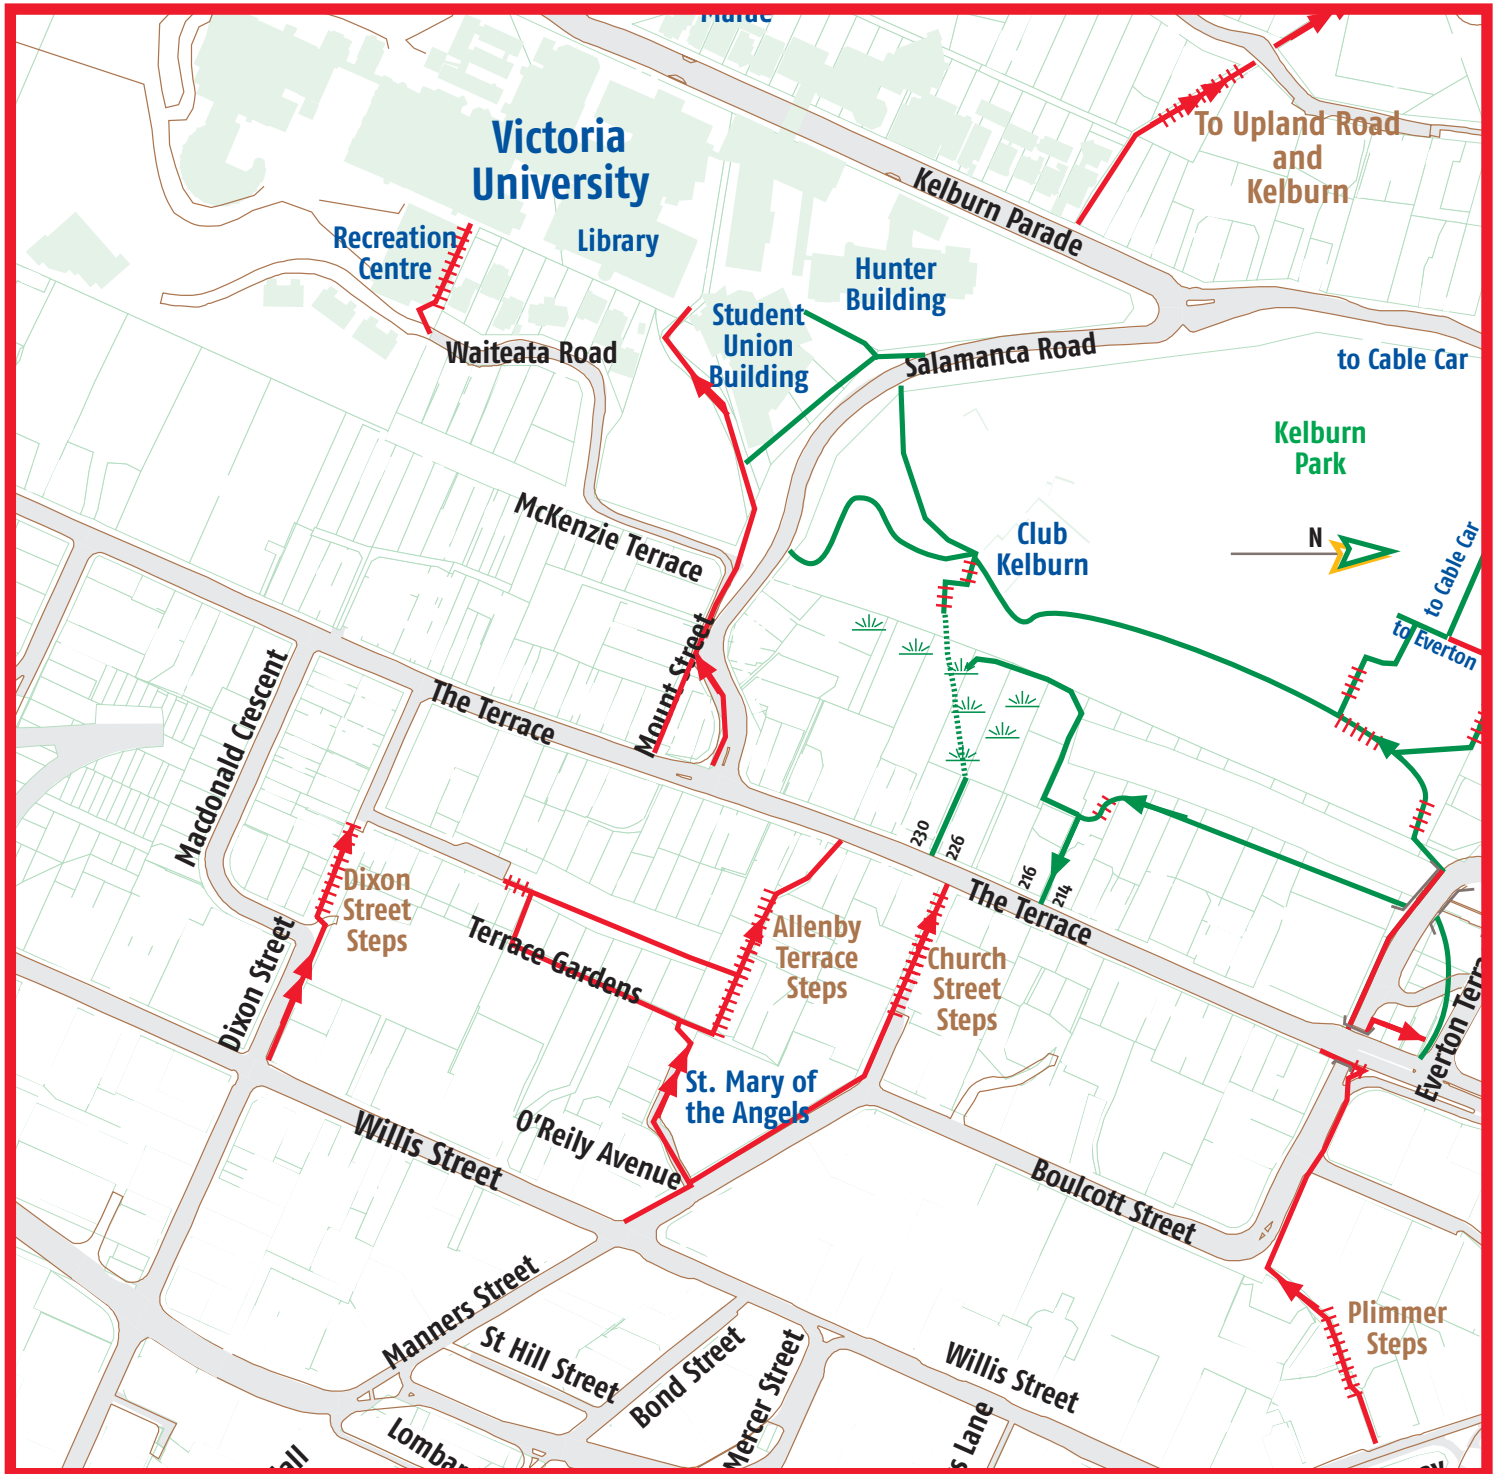 Victoria
University
To Upland Road
and
Kelburn
Kelburn Parade
Recreation
Centre
Library
Hunter
Building
Student
Union
Building
Waiteata Road
Salamanca Road
to Cable Car
Kelburn
Park
McKenzie Terrace
Club
Kelburn
N
to Cable Car
to Everton
Mount Street
Macdonald Crescent
The Terrace
230
226
216
214
The Terrace
Dixon
Street
Steps
Dixon Street
Terrace Gardens
Allenby
Terrace
Steps
Church
Street
Steps
Everton Terra
St. Mary of
the Angels
O'Reily Avenue
Willis Street
Boulcott Street
Manners Street
St Hill Street
Bond Street
Mercer Street
Willis Street
Plimmer
Steps
s Lane
Lombar
all